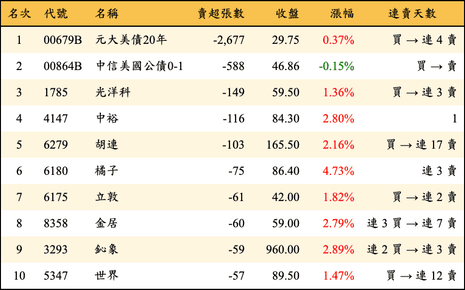 名次 代號 名稱 賣超張數 收盤 漲幅 連賣天數
1 00679B 元大美債20年 -2,677 29.75 0.37% 買 → 連 4 賣
2 00864B 中信美國公債0-1 -588 46.86 -0.15% 買 → 賣
3 1785 光洋科 -149 59.50 1.36% 買 → 連 3 賣
4 4147 中裕 -116 84.30 2.80% 1
5 6279 胡連 -103 165.50 2.16% 買 → 連 17 賣
6 6180 橘子 -75 86.40 4.73% 連 3 賣
7 6175 立敦 -61 42.00 1.82% 買 → 連 2 賣
8 8358 金居 -60 59.00 2.79% 連 3 買 → 連 7 賣
9 3293 鈊象 -59 960.00 2.89% 連 2 買 → 連 3 賣
10 5347 世界 -57 89.50 1.47% 買 → 連 12 賣